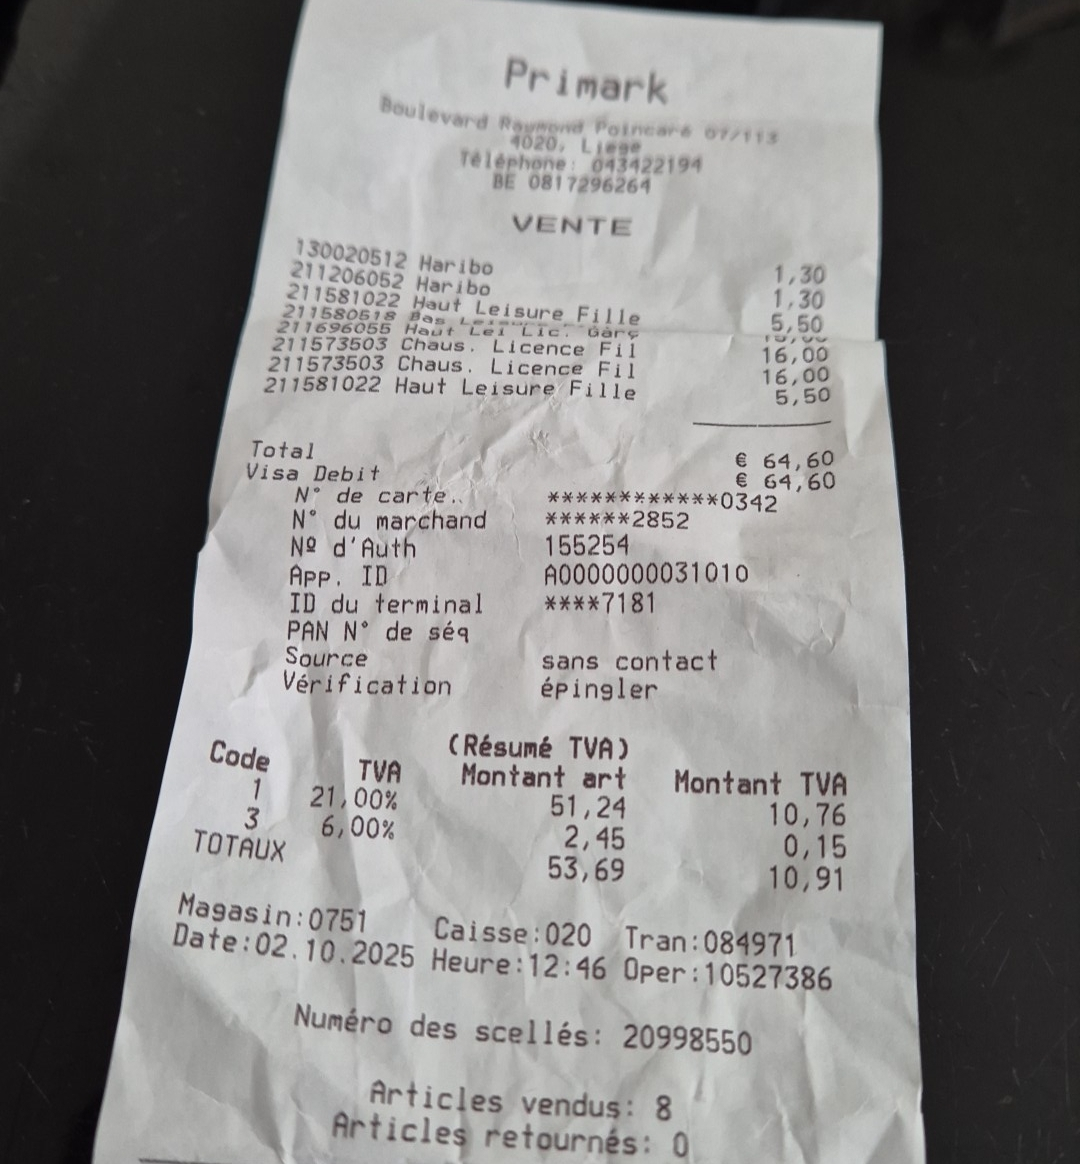 Primark
Boulevard Raymond Poincaré 07/113
4020, Liege
Téléphone: 043422194
BE 0817296264
VENTE
130020512 Haribo 1,30
211206052 Haribo 1,30
211581022 Haut Leisure Fille 5,50
211580518 Bas
211696055 Haut Lei Lic. Garç
211573503 Chaus. Licence Fil 16,00
211573503 Chaus. Licence Fil 16,00
211581022 Haut Leisure Fille 5,50
Total € 64,60
Visa Debit € 64,60
N° de carte.. ************0342
N° du marchand ******2852
Nº d'Auth 155254
App. ID A0000000031010
ID du terminal ****7181
PAN N° de séq
Source sans contact
Vérification épingler
(Résumé TVA)
Code TVA Montant art Montant TVA
1 21,00% 51,24 10,76
3 6,00% 2,45 0,15
TOTAUX 53,69 10,91
Magasin:0751 Caisse:020 Tran:084971
Date:02.10.2025 Heure:12:46 Oper:10527386
Numéro des scellés: 20998550
Articles vendus: 8
Articles retournés: 0